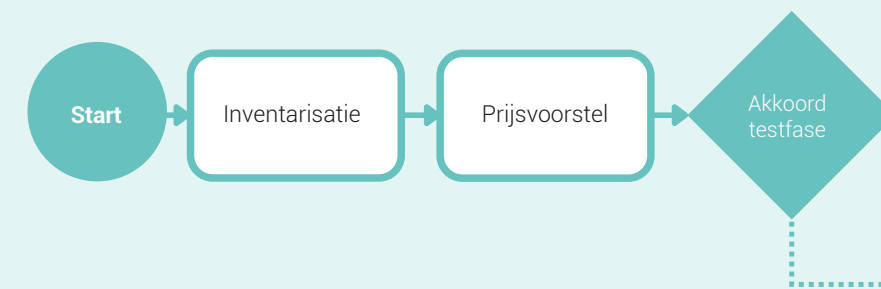 Start
Inventarisatie
Prijsvoorstel
Akkoord
testfase